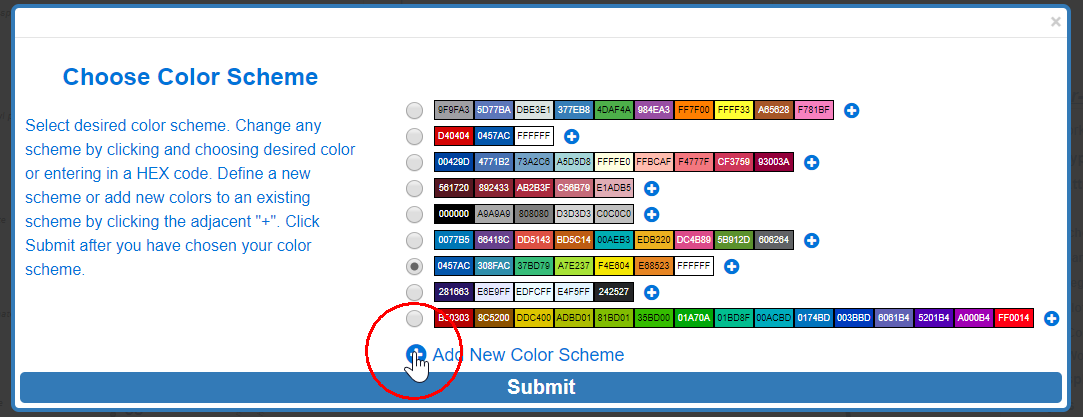 ×
Choose Color Scheme
Select desired color scheme. Change any
scheme by clicking and choosing desired color
or entering in a HEX code. Define a new
scheme or add new colors to an existing
scheme by clicking the adjacent "+". Click
Submit after you have chosen your color
scheme.
9F9FA3 5D77BA DBE3E1 377EB8 4DAF4A 984EA3 FF7F00 FFFF33 A65628 F781BF
D40404 0457AC FFFFFF
00429D 4771B2 73A2C6 A5D5D8 FFFFE0 FFBCAF F4777F CF3759 93003A
561720 892433 AB2B3F C56B79 E1ADB5
000000 A9A9A9 808080 D3D3D3 C0C0C0
0077B5 66418C DD5143 BD5C14 00AEB3 EDB220 DC4B89 5B912D 606264
0457AC 308FAC 37BD79 A7E237 F4E604 E68523 FFFFFF
281663 E6E9FF EDFCFF E4F5FF 242527
8C5200 DDC400 ADBD01 81BD01 35BD00 01A70A 01BD8F 00ACBD 0174BD 003BBD 6061B4 5201B4 A000B4 FF0014
Add New Color Scheme
Submit